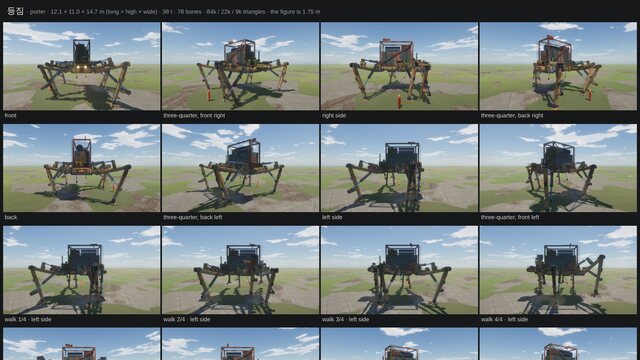 등짐 · porter · 12.1 × 11.0 × 14.7 m (long × high × wide) · 38 t · 78 bones · 84k / 22k / 9k triangles · the figure is 1.75 m
front
three-quarter, front right
right side
three-quarter, back right
back
three-quarter, back left
left side
three-quarter, front left
walk 1/4 · left side
walk 2/4 · left side
walk 3/4 · left side
walk 4/4 · left side